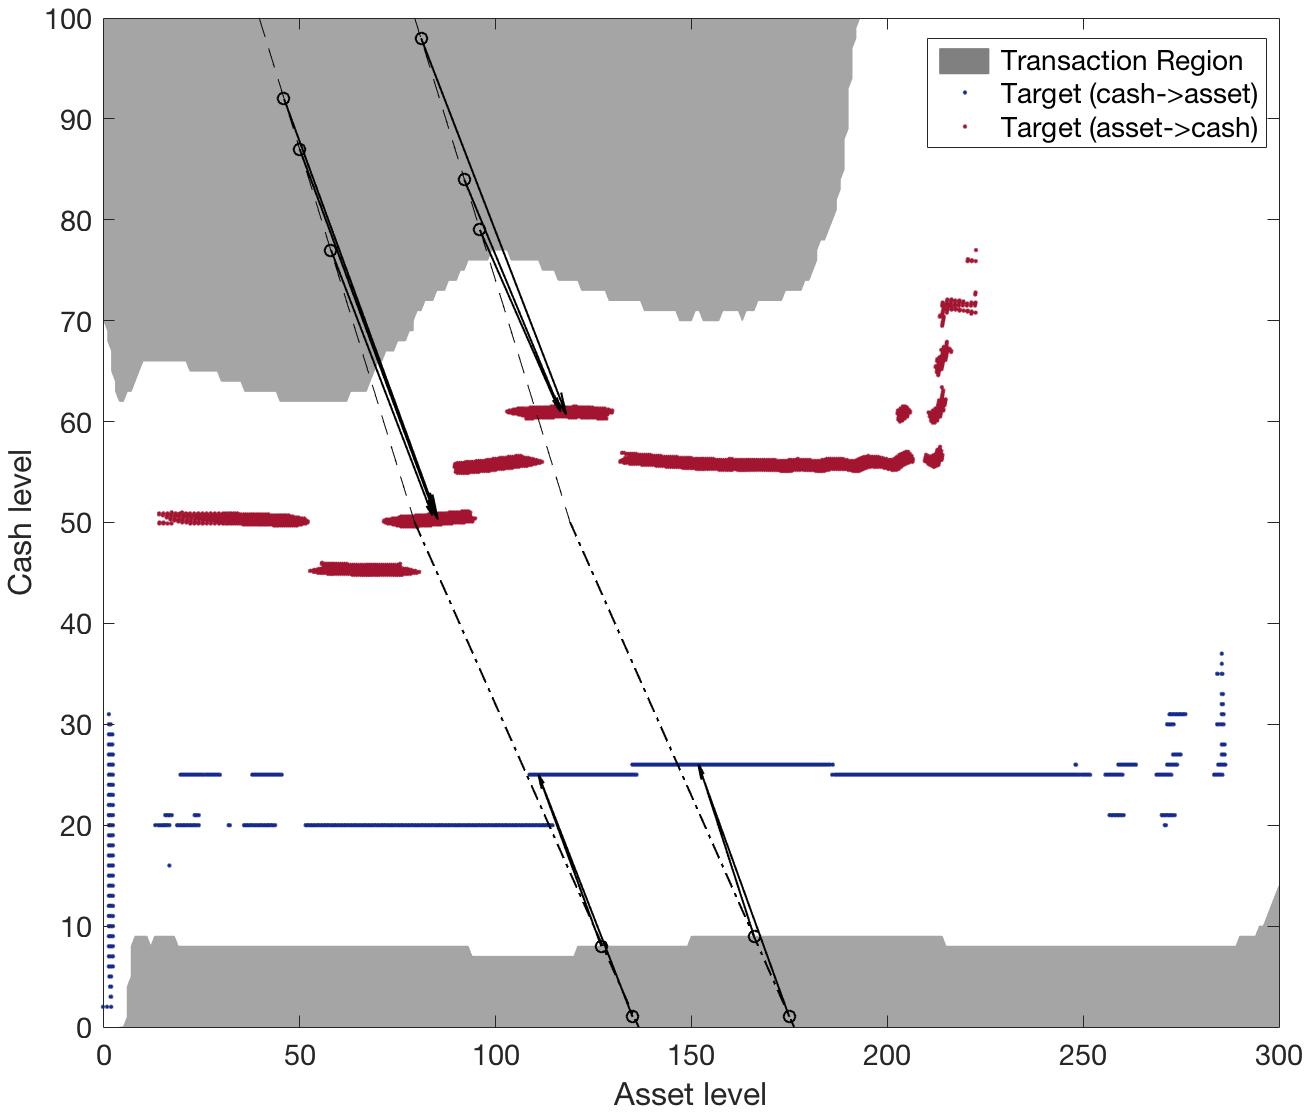 100
90
80
70
60
50
40
30
20
10
0
Cash level
Transaction Region
Target (cash->asset)
Target (asset->cash)
0 50 100 150 200 250 300
Asset level